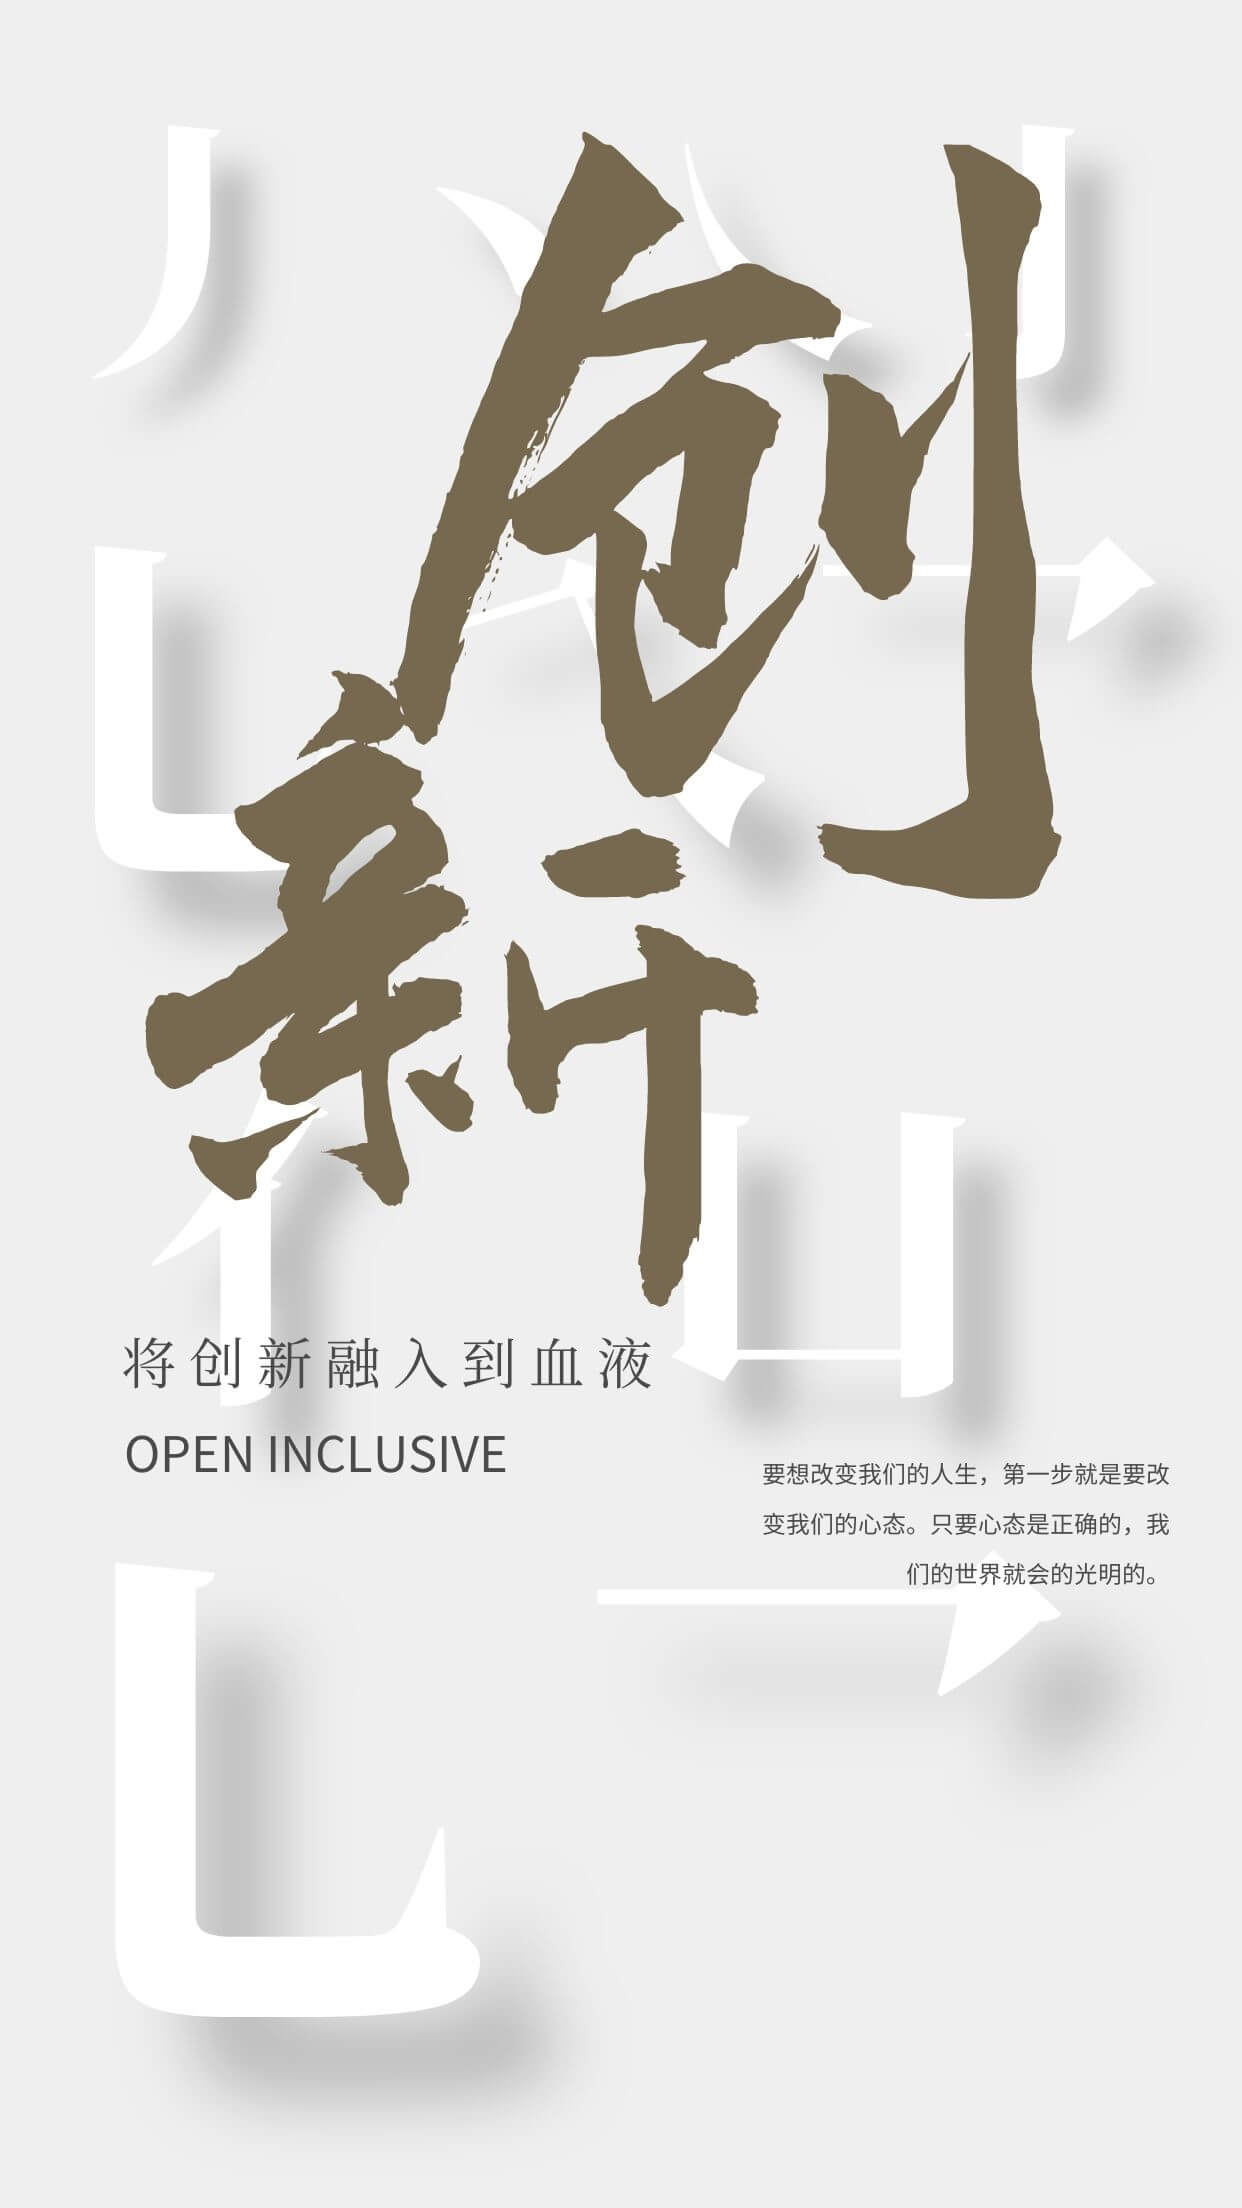 创
新
将创新融入到血液
OPEN INCLUSIVE
要想改变我们的人生，第一步就是要改
变我们的心态。只要心态是正确的，我
们的世界就会的光明的。